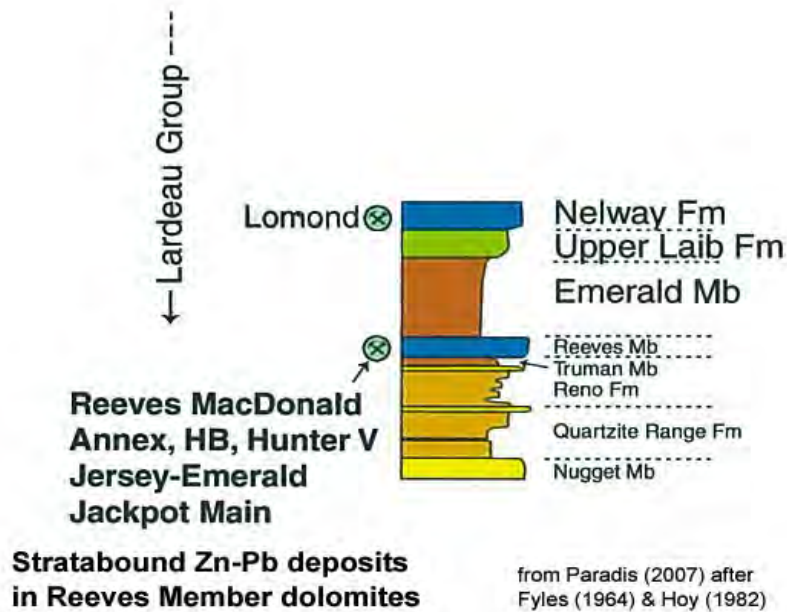 ←Lardeau Group----
Lomond
Nelway Fm
Upper Laib Fm
Emerald Mb
Reeves Mb
Truman Mb
Reno Fm
Quartzite Range Fm
Nugget Mb
Reeves MacDonald
Annex, HB, Hunter V
Jersey-Emerald
Jackpot Main
Stratabound Zn-Pb deposits
in Reeves Member dolomites
from Paradis (2007) after
Fyles (1964) & Hoy (1982)